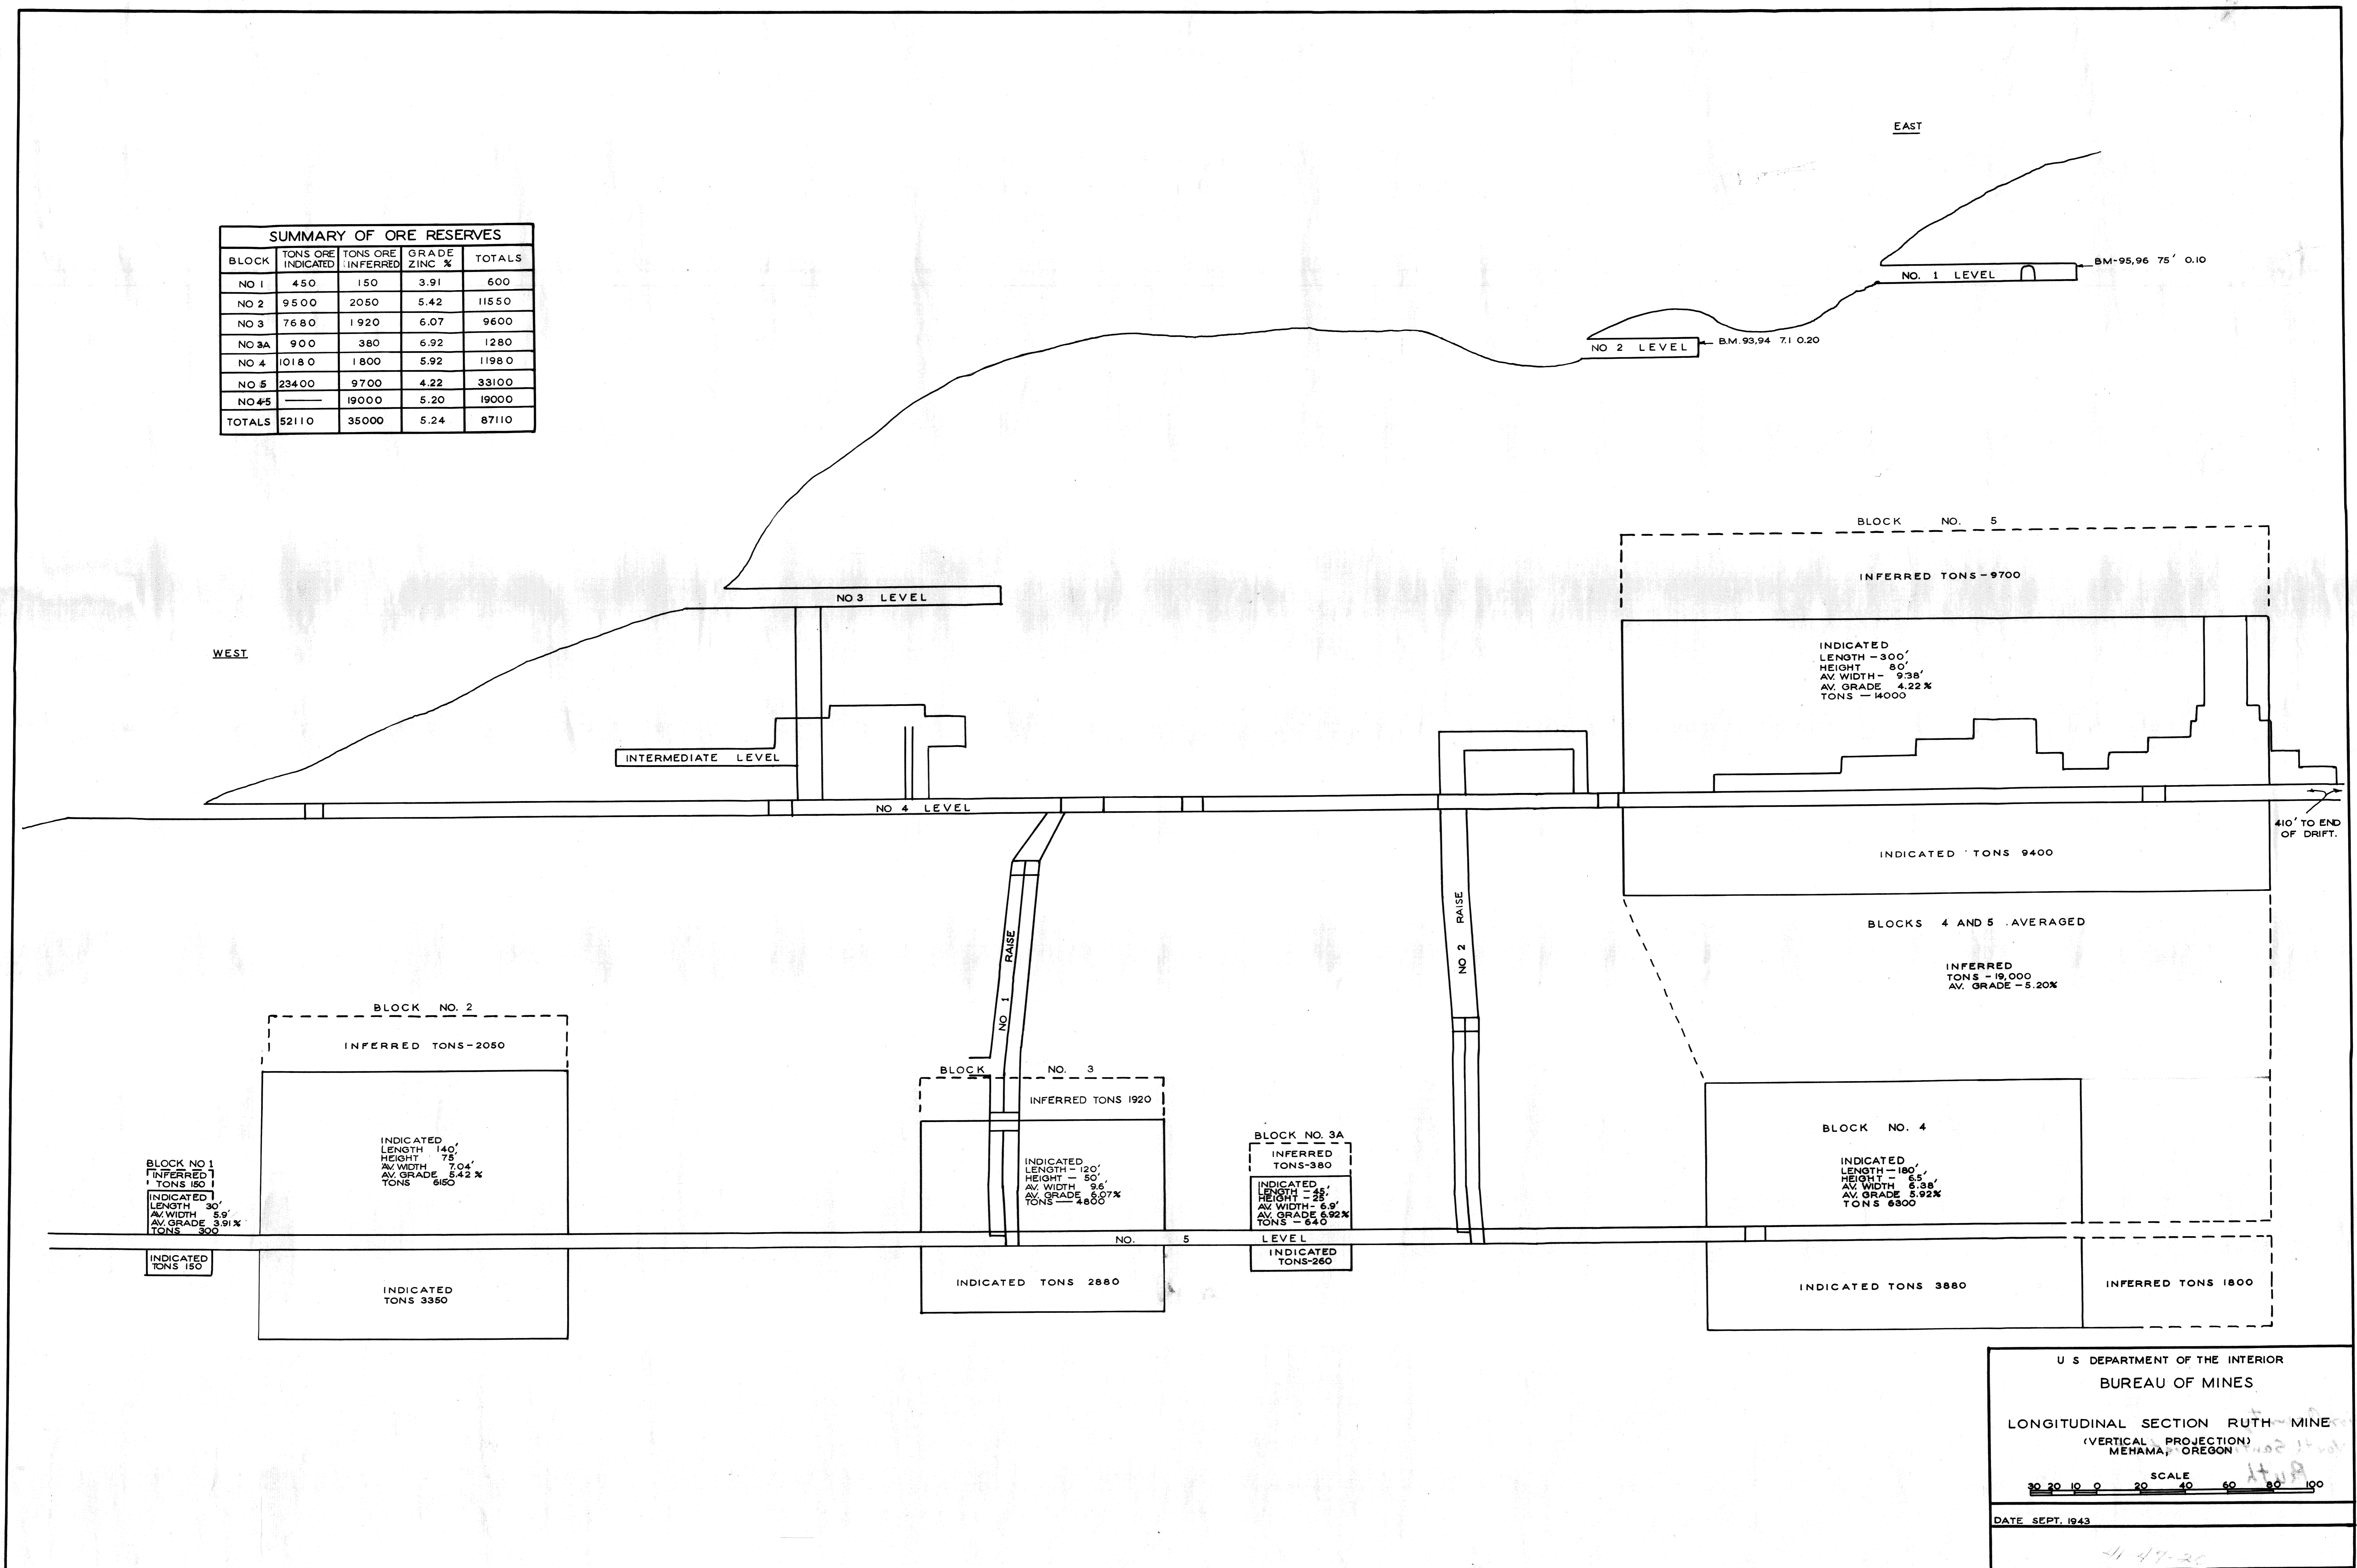 EAST
SUMMARY OF ORE RESERVES
BLOCK TONS ORE INDICATED TONS ORE INFERRED GRADE ZINC % TOTALS
NO 1 450 150 3.91 600
NO 2 9500 2050 5.42 11550
NO 3 7680 1920 6.07 9600
NO 3A 900 380 6.92 1280
NO 4 10180 1800 5.92 11980
NO 5 23400 9700 4.22 33100
NO 4-5 —— 19000 5.20 19000
TOTALS 52110 35000 5.24 87110
BM-95,96 75' 0.10
NO. 1 LEVEL
NO 2 LEVEL
B.M. 93,94 7.1 0.20
BLOCK NO. 5
INFERRED TONS-9700
NO 3 LEVEL
WEST
INDICATED
LENGTH - 300'
HEIGHT 80'
AV. WIDTH - 9.38'
AV. GRADE 4.22%
TONS - 14000
INTERMEDIATE LEVEL
NO 4 LEVEL
410' TO END
OF DRIFT.
INDICATED TONS 9400
BLOCKS 4 AND 5 AVERAGED
INFERRED
TONS - 19,000
AV. GRADE - 5.20%
NO 1 RAISE
NO 2 RAISE
BLOCK NO. 2
INFERRED TONS-2050
INDICATED
LENGTH 140'
HEIGHT 75'
AV. WIDTH 7.04'
AV. GRADE 5.42 %
TONS 6150
BLOCK NO. 3
INFERRED TONS 1920
INDICATED
LENGTH - 120'
HEIGHT - 50'
AV. WIDTH 9.6'
AV. GRADE 6.07%
TONS - 4800
BLOCK NO. 3A
INFERRED
TONS-380
INDICATED
LENGTH - 45'
HEIGHT - 25'
AV. WIDTH - 6.9'
AV. GRADE 6.92%
TONS - 640
BLOCK NO. 4
INDICATED
LENGTH - 180'
HEIGHT - 65'
AV. WIDTH 6.38'
AV. GRADE 5.92%
TONS 6300
BLOCK NO 1
INFERRED
TONS 150
INDICATED
LENGTH 30'
AV. WIDTH 5.9'
AV. GRADE 3.91%
TONS 300
NO. 5 LEVEL
INDICATED
TONS 150
INDICATED
TONS 3350
INDICATED TONS 2880
INDICATED
TONS-260
INDICATED TONS 3880
INFERRED TONS 1800
U S DEPARTMENT OF THE INTERIOR
BUREAU OF MINES
LONGITUDINAL SECTION RUTH MINE
(VERTICAL PROJECTION)
MEHAMA, OREGON
SCALE
30 20 10 0 20 40 60 80 100
Ruth
DATE SEPT. 1943